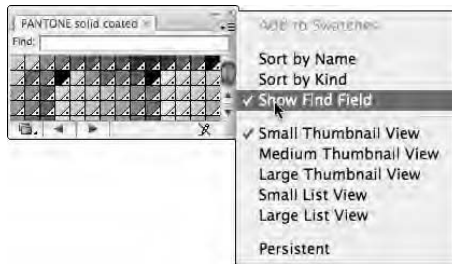 PANTONE solid coated
Find:
Add to Swatches
Sort by Name
Sort by Kind
Show Find Field
Small Thumbnail View
Medium Thumbnail View
Large Thumbnail View
Small List View
Large List View
Persistent